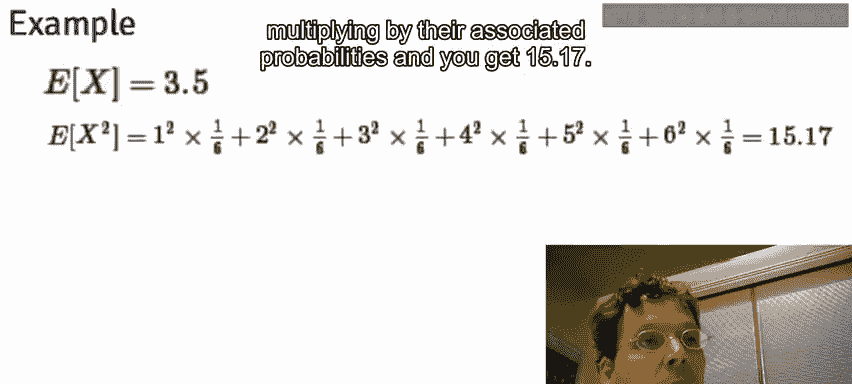 Example
multiplying by their associated
probabilities and you get 15.17.
E[X] = 3.5
E[X²] = 1² × 1/6 + 2² × 1/6 + 3² × 1/6 + 4² × 1/6 + 5² × 1/6 + 6² × 1/6 = 15.17